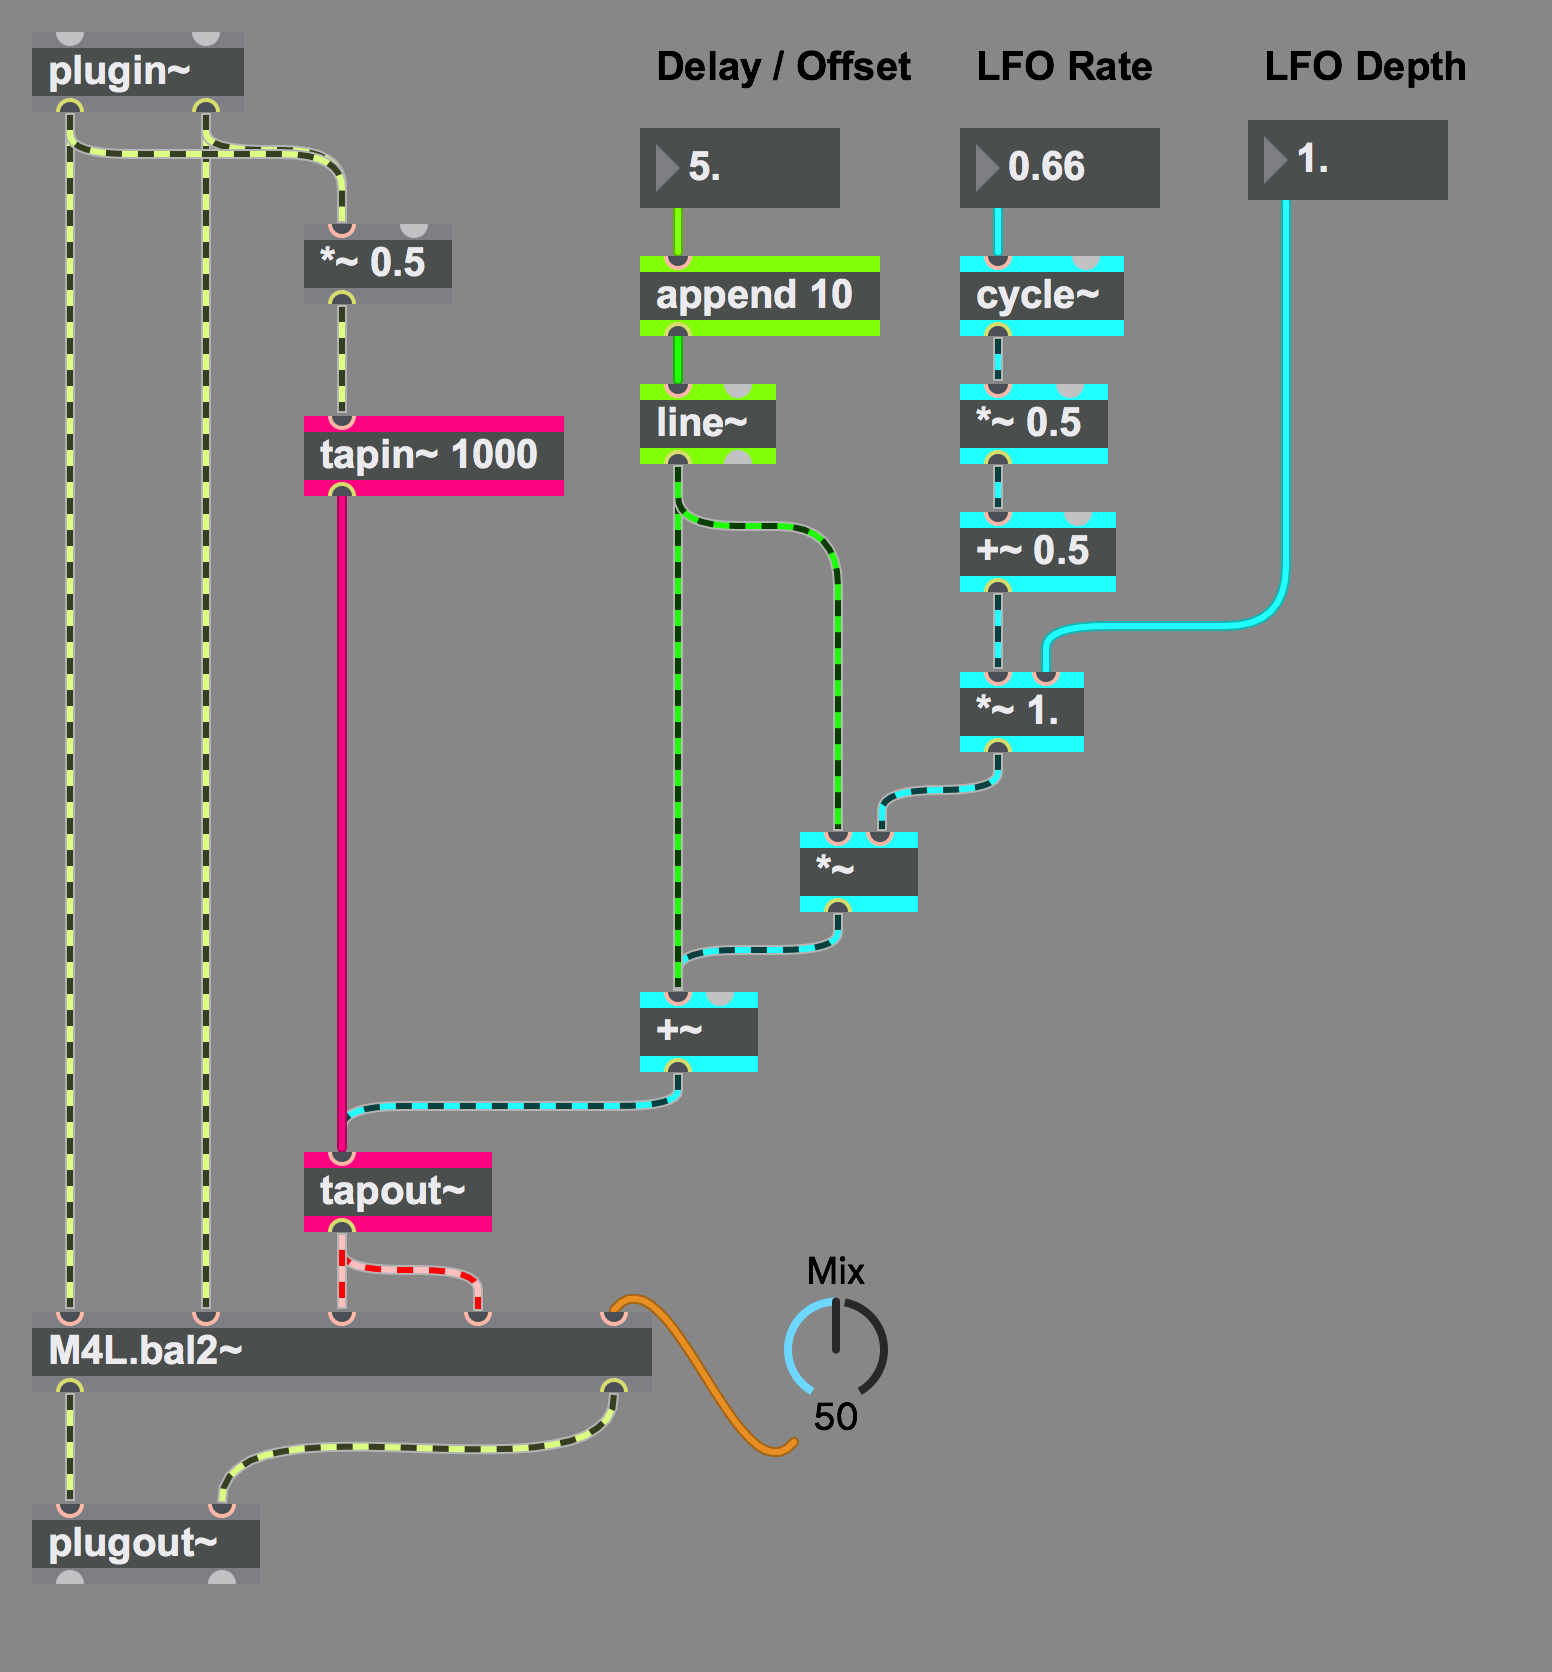 plugin~
Delay / Offset
LFO Rate
LFO Depth
5.
0.66
1.
*~ 0.5
append 10
cycle~
tapin~ 1000
line~
*~ 0.5
+~ 0.5
*~ 1.
*~
+~
tapout~
Mix
50
M4L.bal2~
plugout~